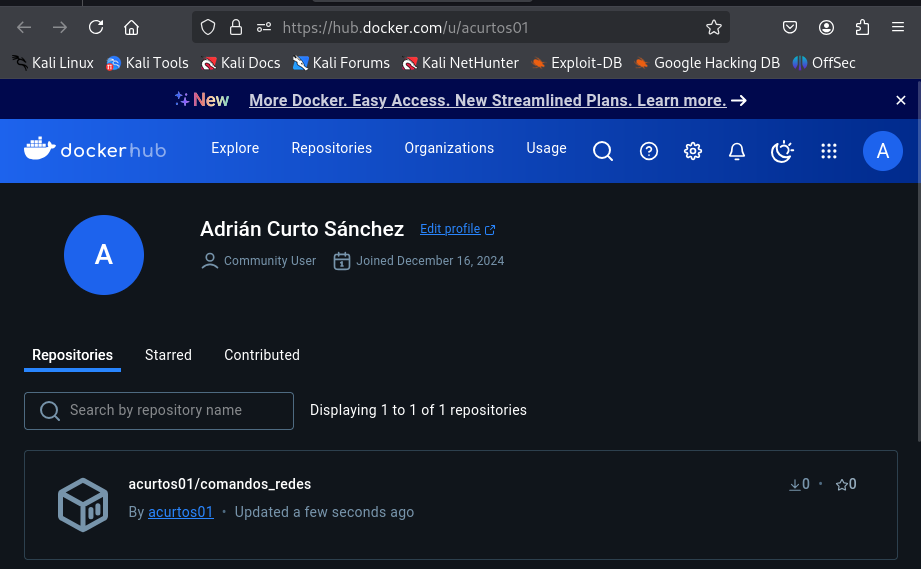 https://hub.docker.com/u/acurtos01
Kali Linux Kali Tools Kali Docs Kali Forums Kali NetHunter Exploit-DB Google Hacking DB OffSec
New More Docker. Easy Access. New Streamlined Plans. Learn more. → ×
docker hub Explore Repositories Organizations Usage A
A
Adrián Curto Sánchez Edit profile
Community User 1 Joined December 16, 2024
Repositories Starred Contributed
Search by repository name Displaying 1 to 1 of 1 repositories
acurtos01/comandos_redes 0 • 0
By acurtos01 • Updated a few seconds ago